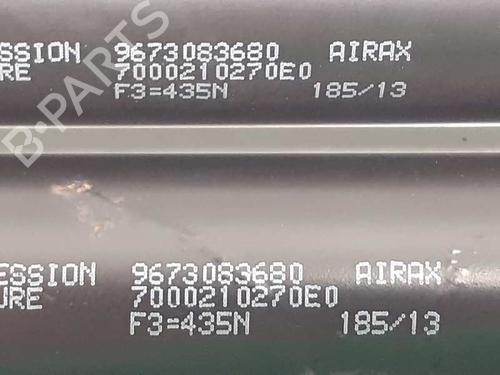 ESSION 9673083680 AIRAX
URE 7000210270E0
F3=435N 185/13
ESSION 9673083680 AIRAX
URE 7000210270E0
F3=435N 185/13
B-PARTS